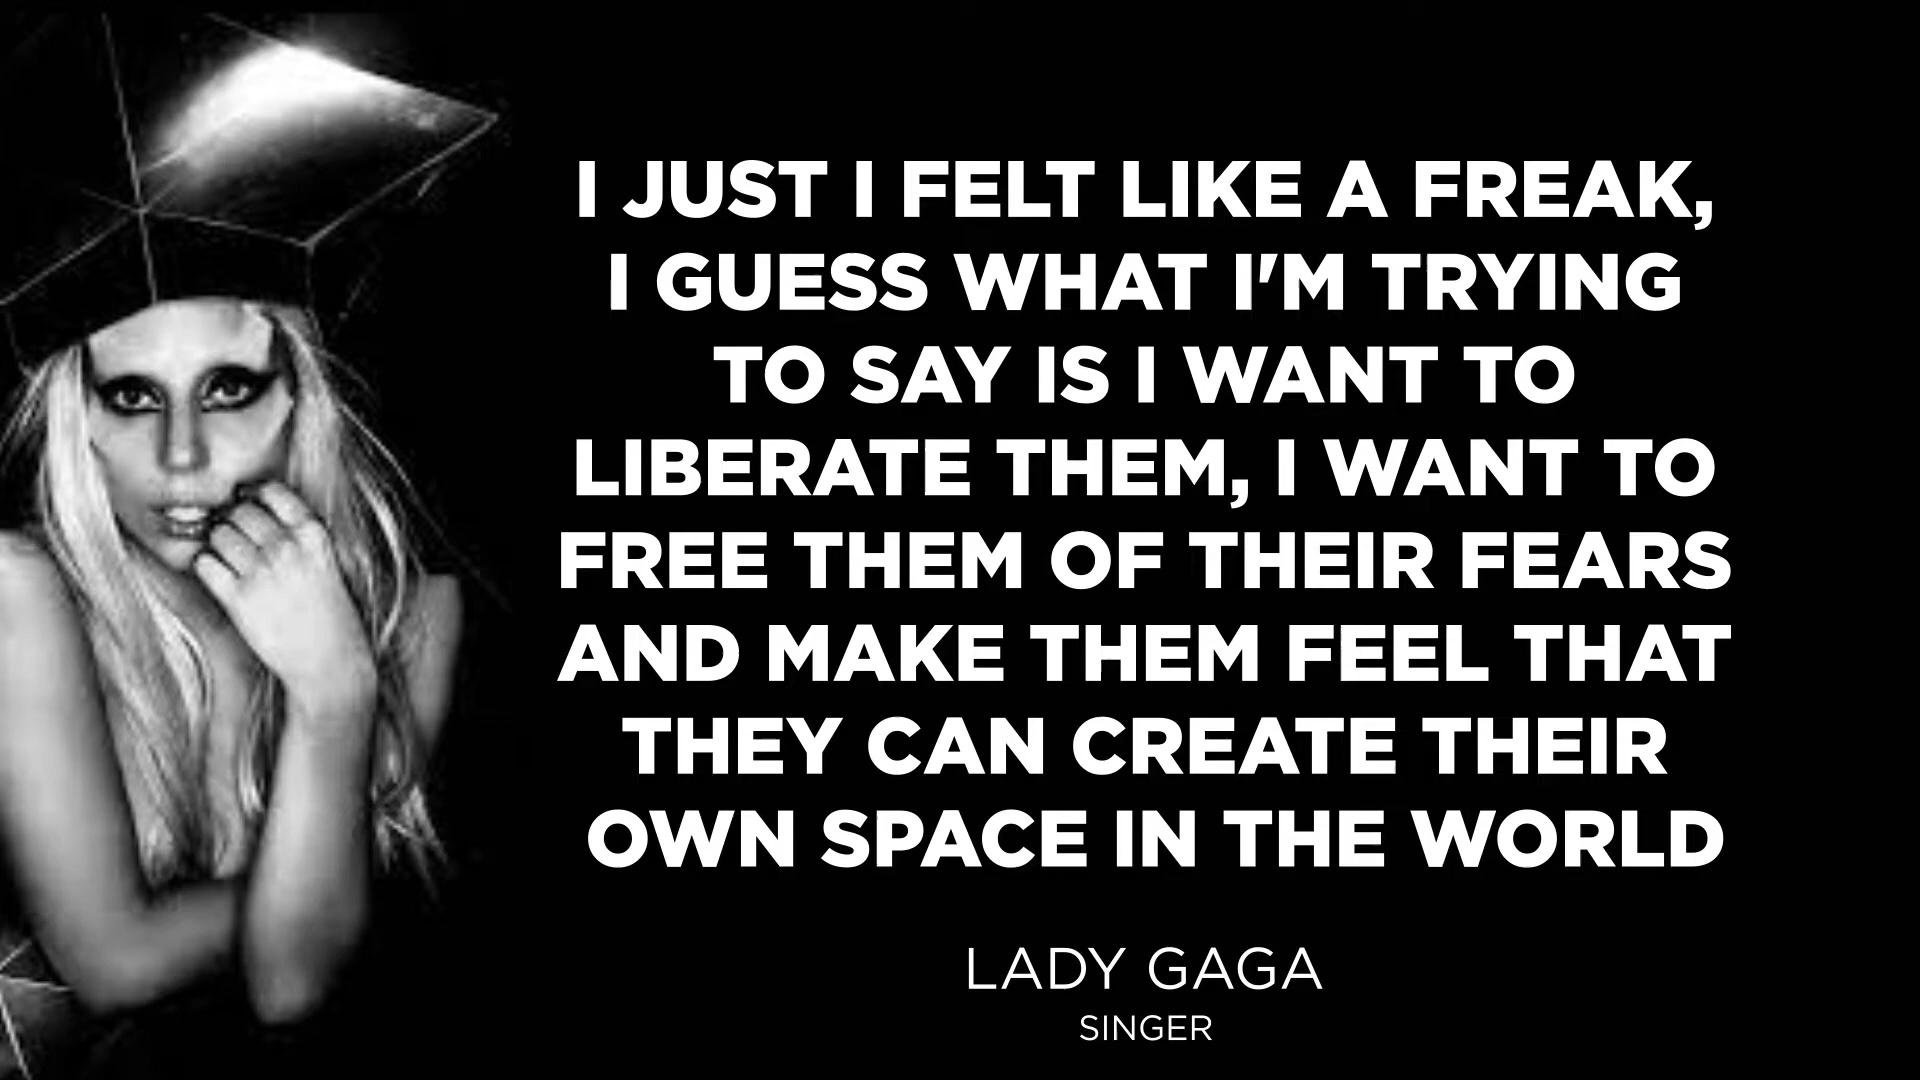 I JUST I FELT LIKE A FREAK,
I GUESS WHAT I'M TRYING
TO SAY IS I WANT TO
LIBERATE THEM, I WANT TO
FREE THEM OF THEIR FEARS
AND MAKE THEM FEEL THAT
THEY CAN CREATE THEIR
OWN SPACE IN THE WORLD
LADY GAGA
SINGER